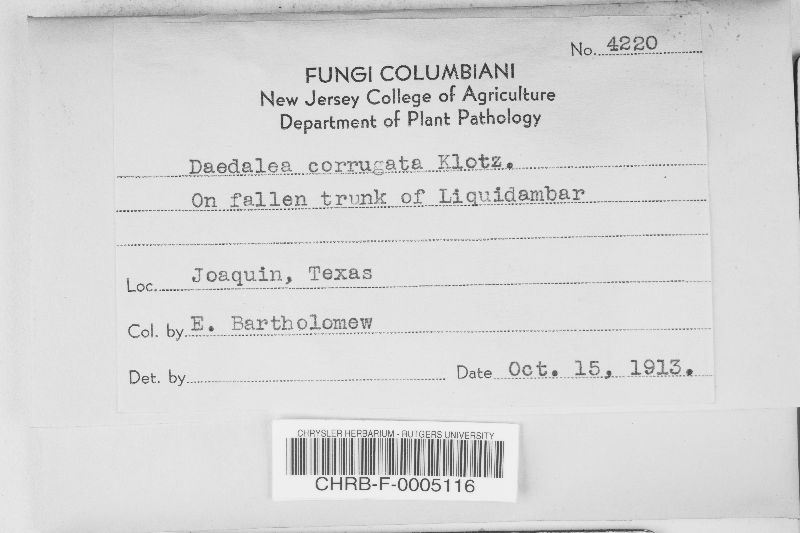 No. 4220
FUNGI COLUMBIANI
New Jersey College of Agriculture
Department of Plant Pathology
Daedalea corrugata Klotz.
On fallen trunk of Liquidambar
Loc. Joaquin, Texas
Col. by E. Bartholomew
Det. by
Date Oct. 15, 1913.
CHRYSLER HERBARIUM - RUTGERS UNIVERSITY
CHRB-F-0005116